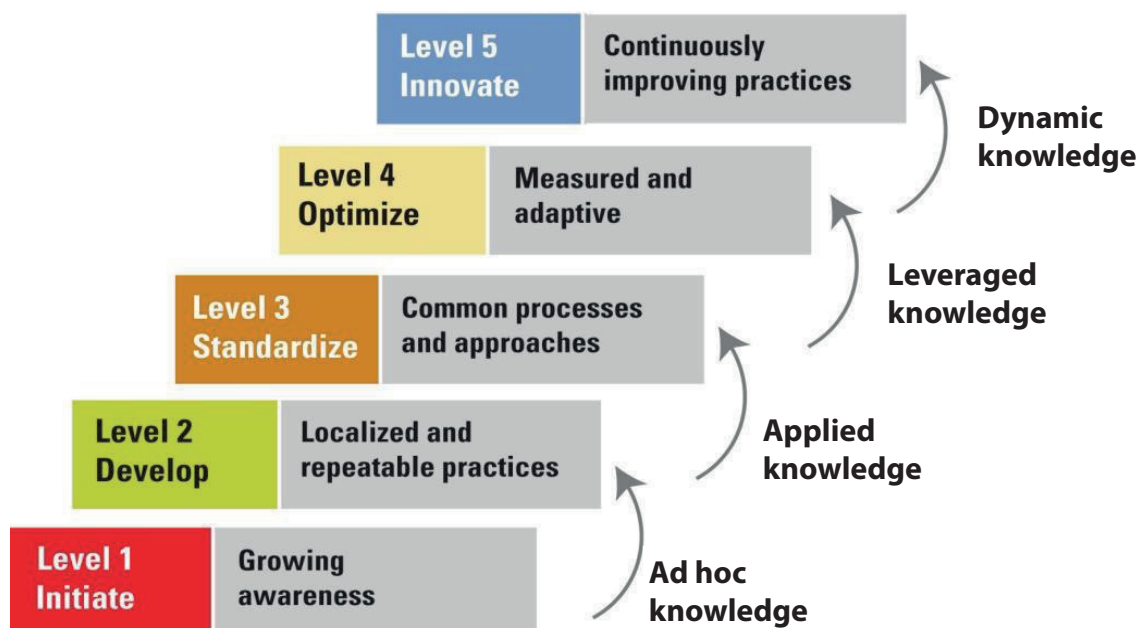 Level 5
Innovate
Continuously
improving practices
Dynamic
knowledge
Level 4
Optimize
Measured and
adaptive
Leveraged
knowledge
Level 3
Standardize
Common processes
and approaches
Applied
knowledge
Level 2
Develop
Localized and
repeatable practices
Ad hoc
knowledge
Level 1
Initiate
Growing
awareness